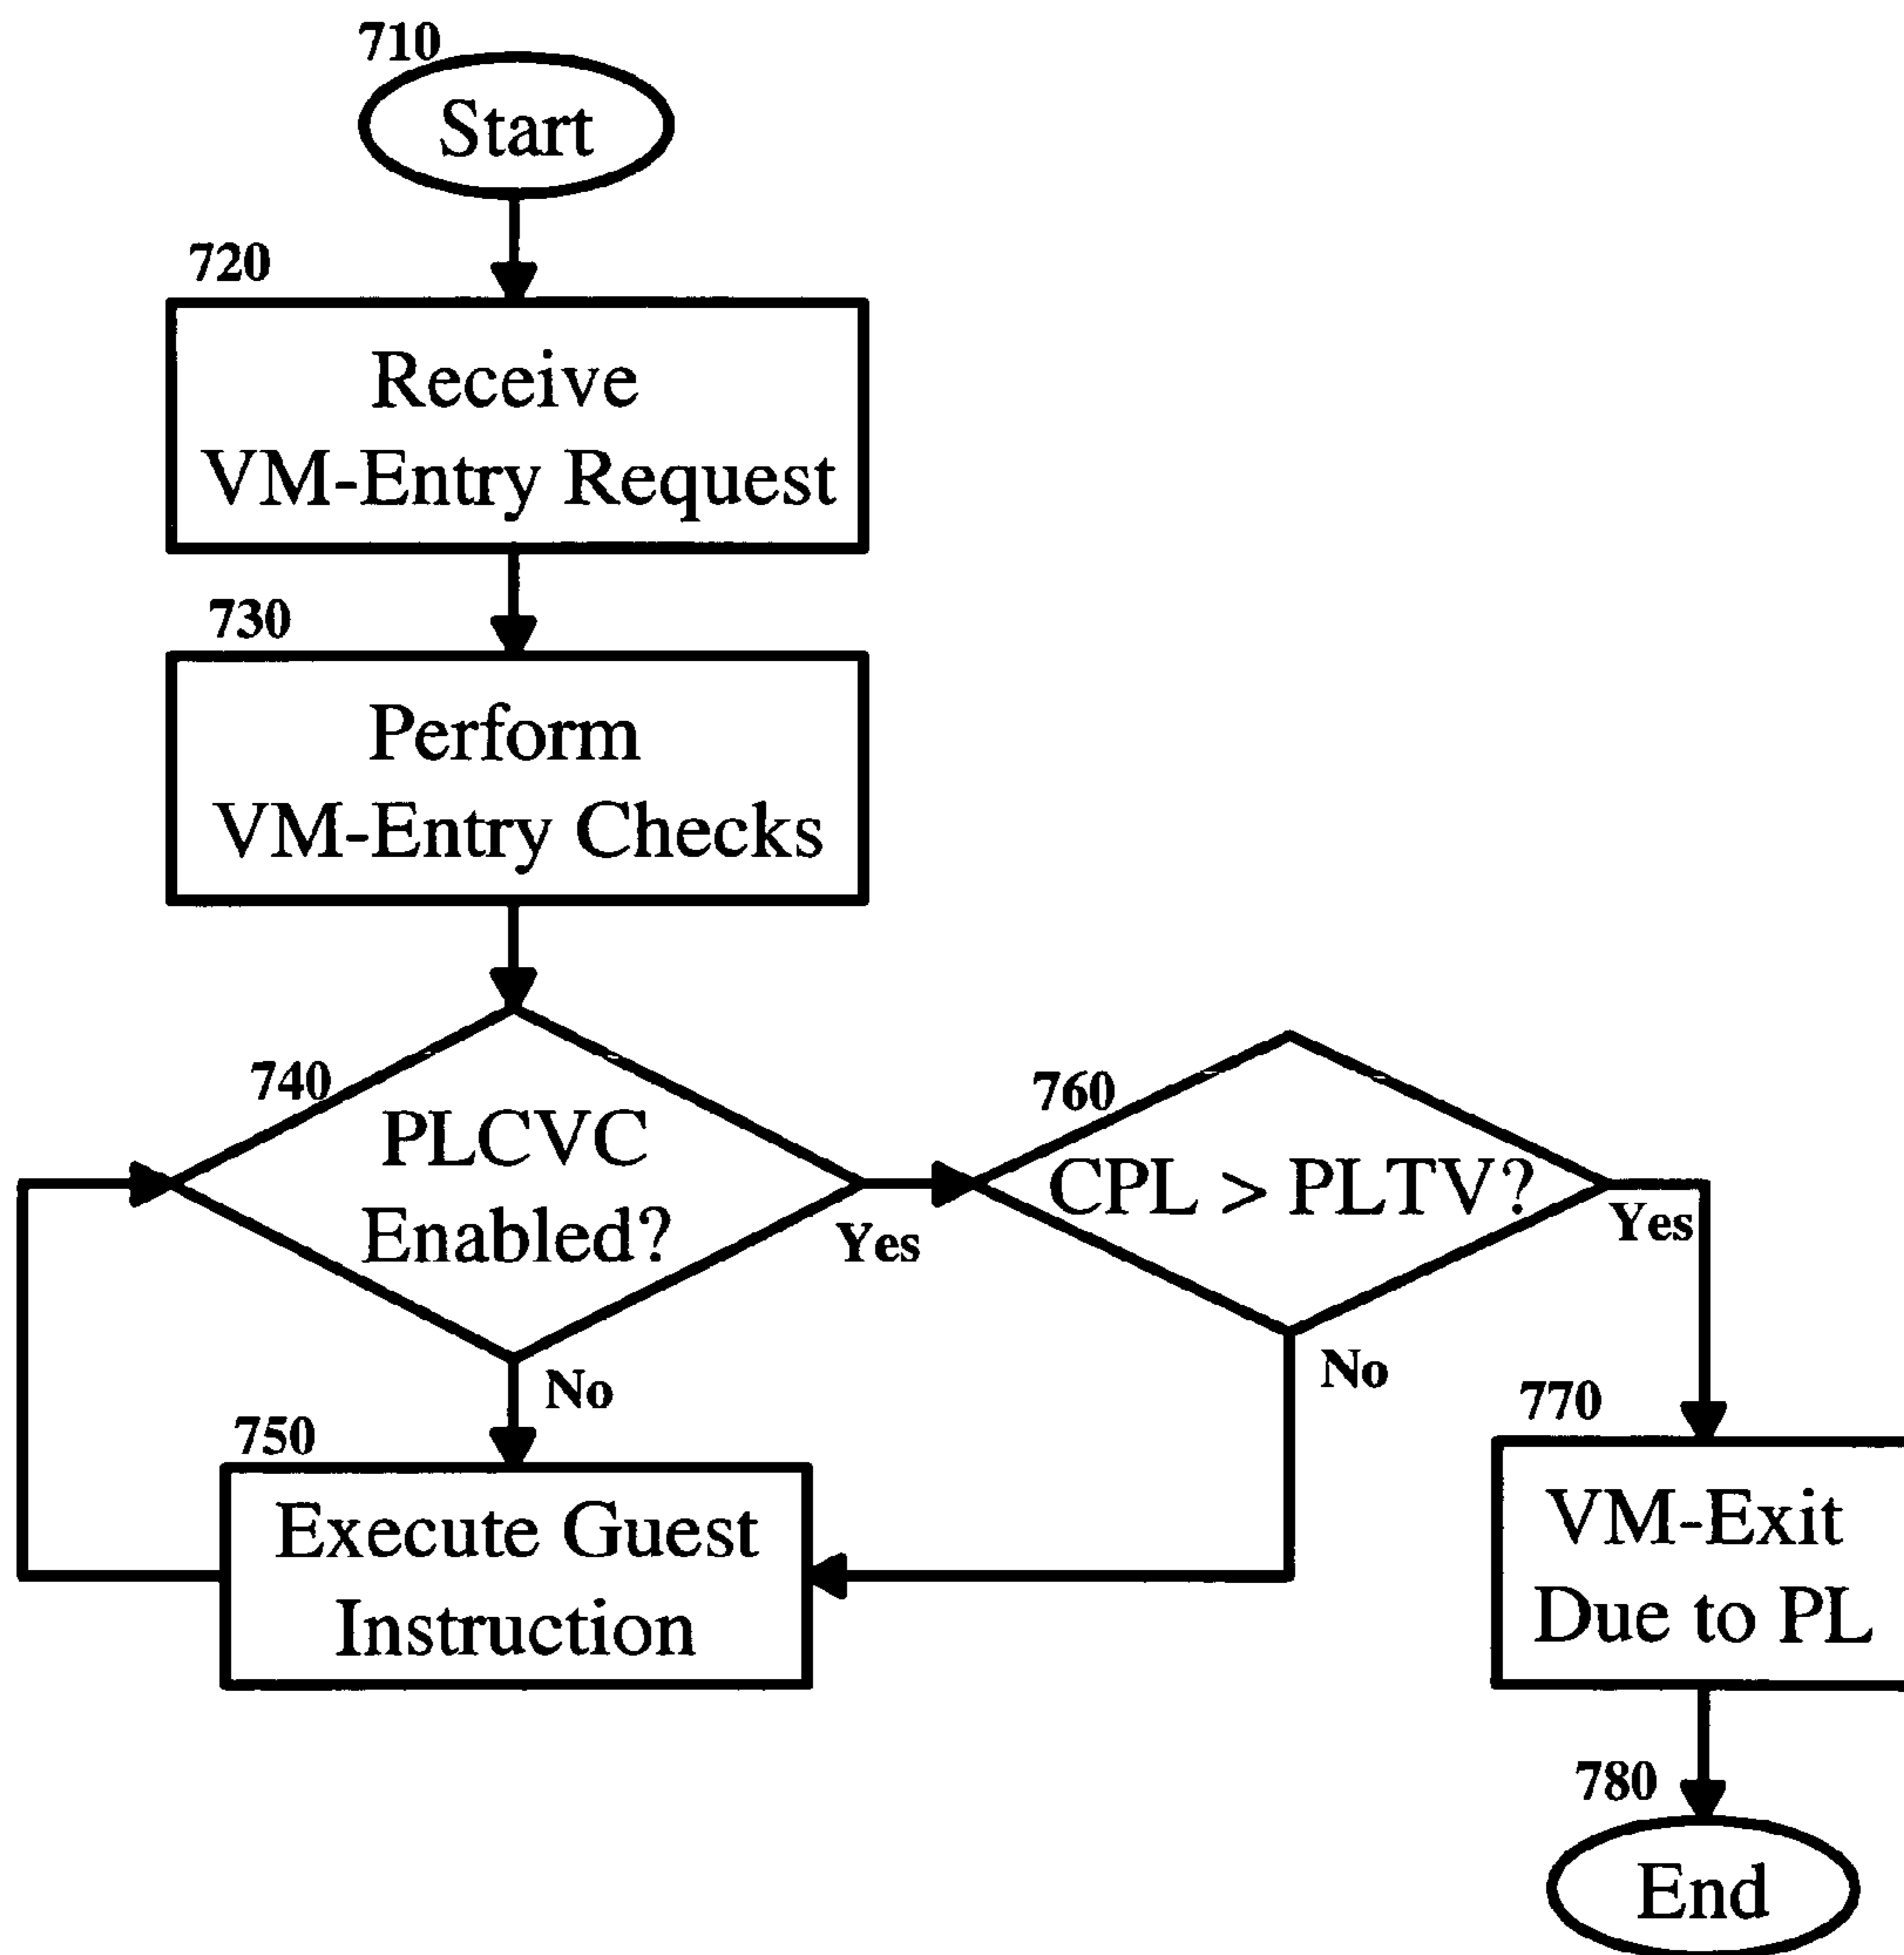 710
Start
720
Receive
VM-Entry Request
730
Perform
VM-Entry Checks
740
PLCVC
Enabled?
Yes
No
760
CPL > PLTV?
Yes
No
750
Execute Guest
Instruction
770
VM-Exit
Due to PL
780
End